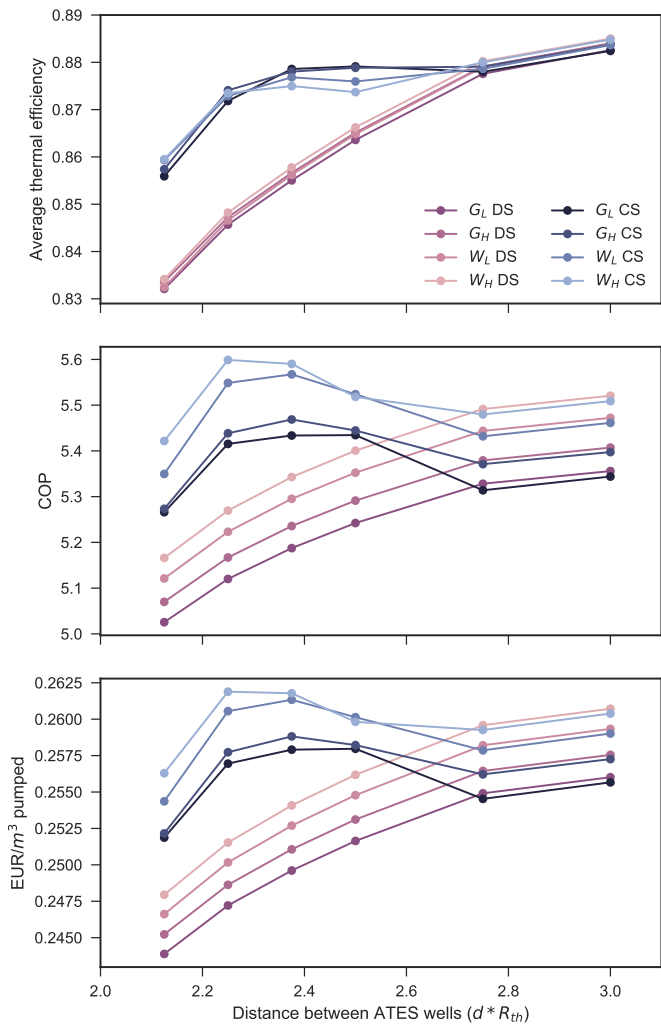 0.89
0.88
0.87
0.86
0.85
0.84
0.83
Average thermal efficiency
G_L DS G_L CS
G_H DS G_H CS
W_L DS W_L CS
W_H DS W_H CS
5.6
5.5
5.4
5.3
5.2
5.1
5.0
COP
0.2625
0.2600
0.2575
0.2550
0.2525
0.2500
0.2475
0.2450
EUR/m³ pumped
2.0 2.2 2.4 2.6 2.8 3.0
Distance between ATES wells (d * R_th)